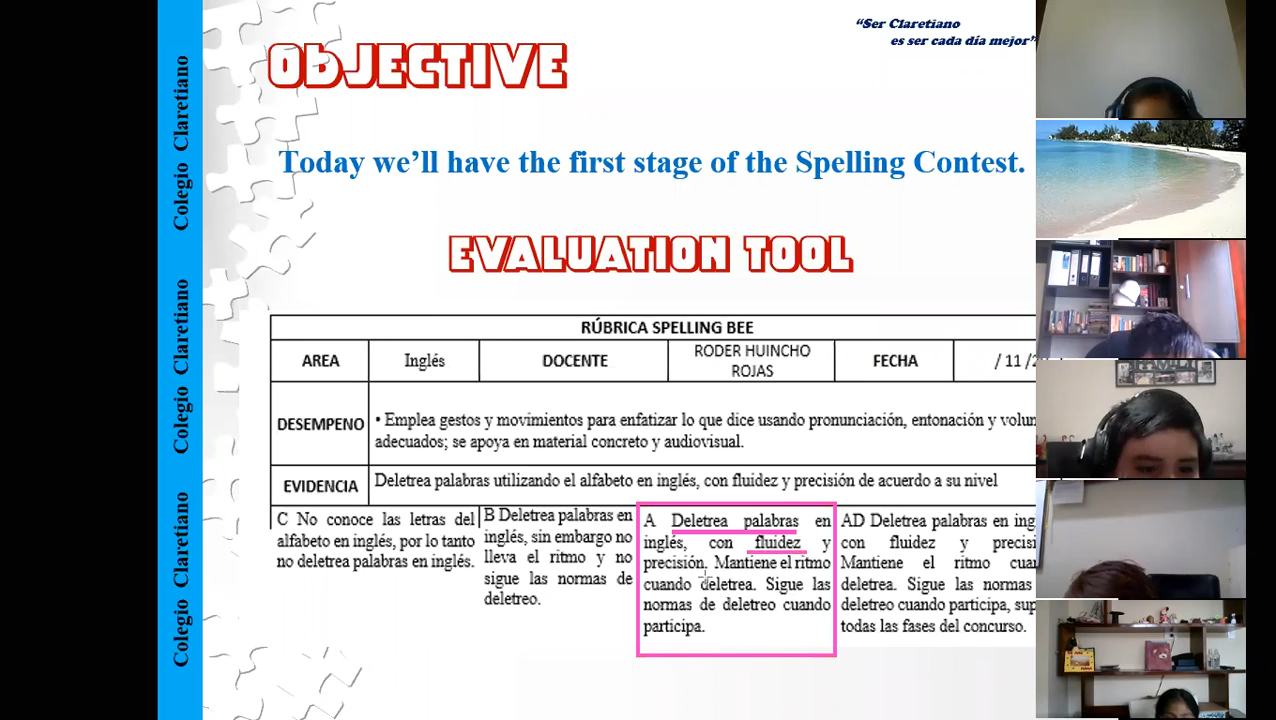 "Ser Claretiano
es ser cada día mejor"
OBJECTIVE
Today we'll have the first stage of the Spelling Contest.
EVALUATION TOOL
Colegio Claretiano
Colegio Claretiano
Colegio Claretiano
RÚBRICA SPELLING BEE
AREA Inglés DOCENTE RODER HUINCHO ROJAS FECHA / 11 /2
DESEMPEÑO
• Emplea gestos y movimientos para enfatizar lo que dice usando pronunciación, entonación y volu
adecuados; se apoya en material concreto y audiovisual.
EVIDENCIA
Deletrea palabras utilizando el alfabeto en inglés, con fluidez y precisión de acuerdo a su nivel
C No conoce las letras del
alfabeto en inglés, por lo tanto
no deletrea palabras en inglés.
B Deletrea palabras en
inglés, sin embargo no
lleva el ritmo y no
sigue las normas de
deletreo.
A Deletrea palabras en
inglés, con fluidez y
precisión. Mantiene el ritmo
cuando deletrea. Sigue las
normas de deletreo cuando
participa.
AD Deletrea palabras en ing
con fluidez y precisi
Mantiene el ritmo cuan
deletrea. Sigue las normas
deletreo cuando participa, sup
todas las fases del concurso.
FAMILY